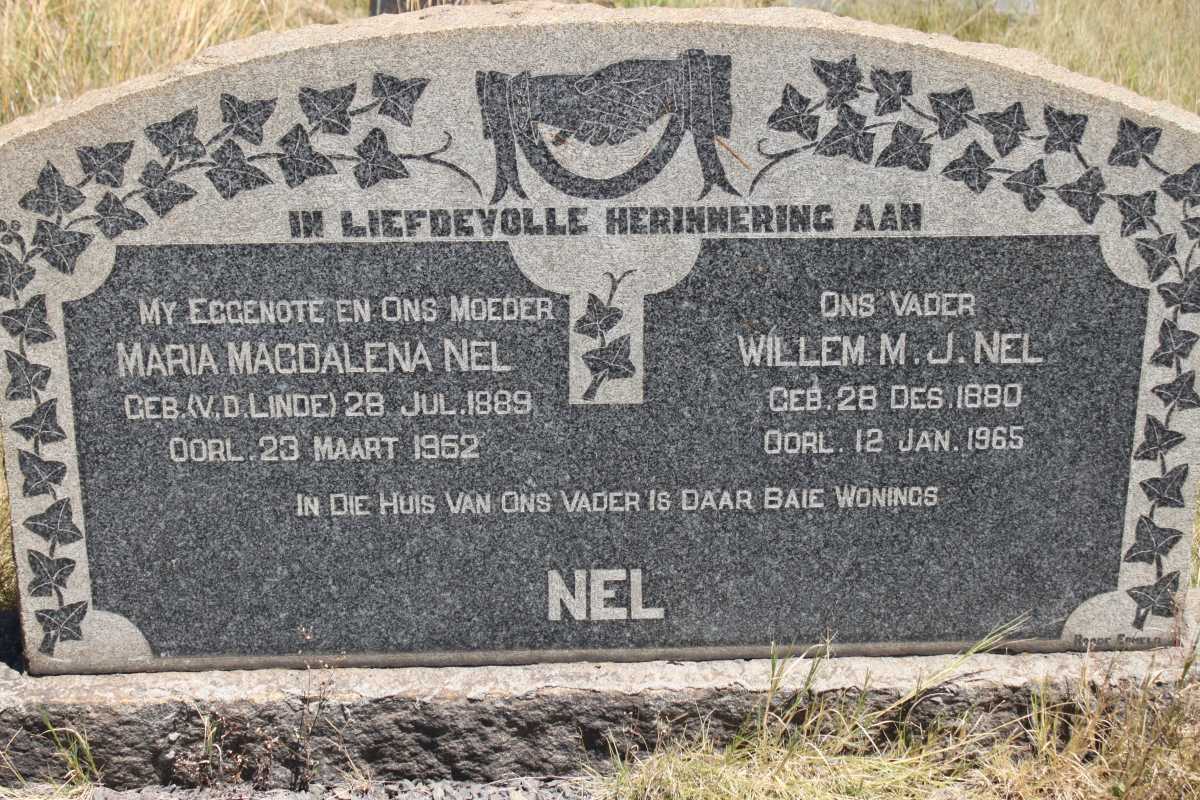 IN LIEFDEVOLLE HERINNERING AAN
MY EGGENOTE EN ONS MOEDER
MARIA MAGDALENA NEL
GEB. (V.D. LINDE) 28 JUL. 1889
OORL. 23 MAART 1962
ONS VADER
WILLEM M. J. NEL
GEB. 28 DES. 1880
OORL. 12 JAN. 1965
IN DIE HUIS VAN ONS VADER IS DAAR BAIE WONINGS
NEL